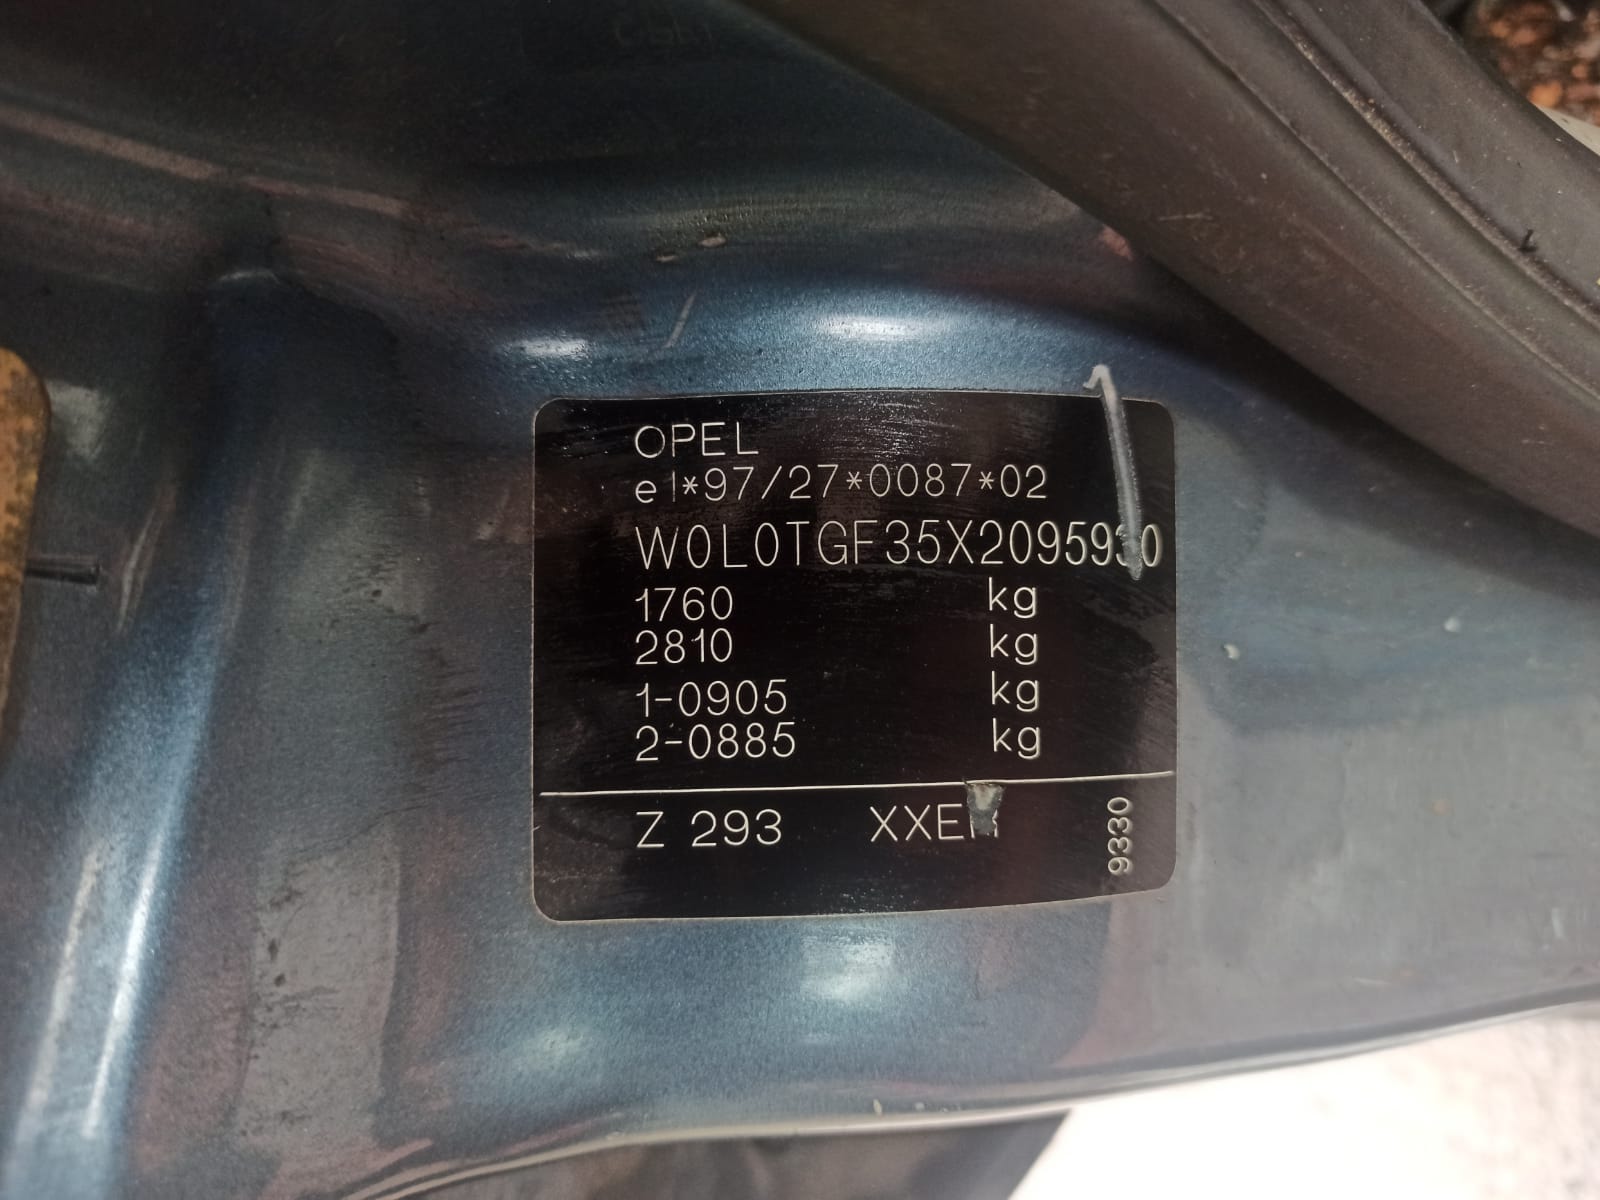 OPEL
e1*97/27*0087*02
W0L0TGF35X2095930
1760 kg
2810 kg
1-0905 kg
2-0885 kg
Z 293
9330